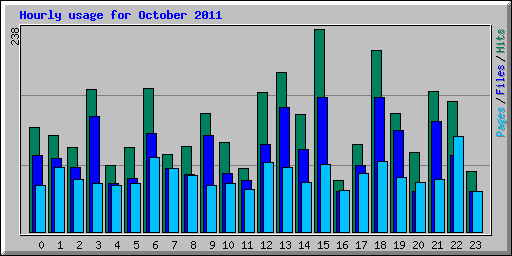 Hourly usage for October 2011
238
Pages / Files / Hits
0 1 2 3 4 5 6 7 8 9 10 11 12 13 14 15 16 17 18 19 20 21 22 23